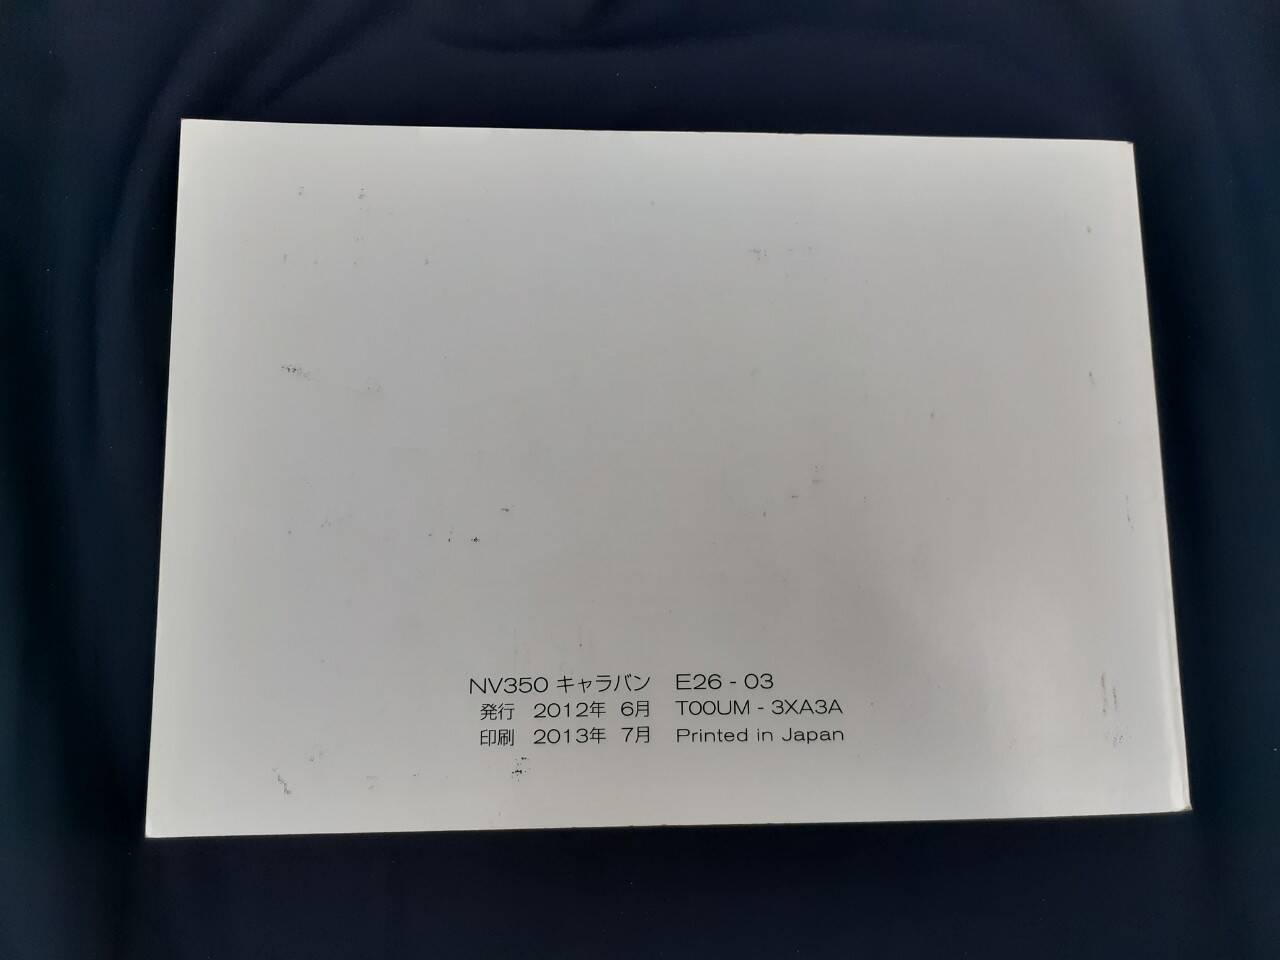 NV350 キャラバン E26-03
発行 2012年 6月 T00UM-3XA3A
印刷 2013年 7月 Printed in Japan